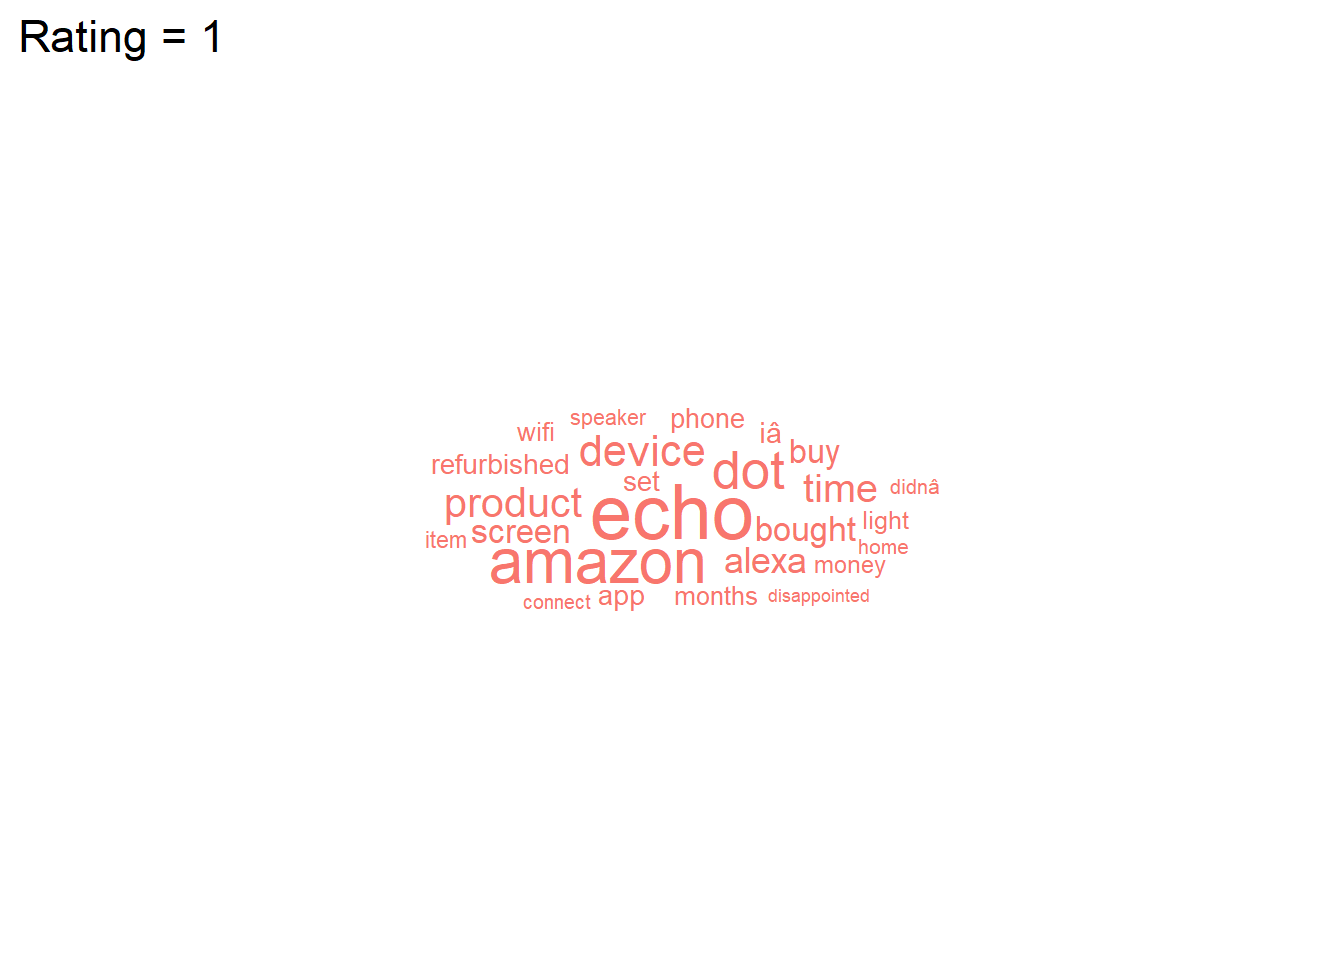 Rating = 1
speaker
phone
wifi
iâ
device
buy
refurbished
dot
set
time
didnâ
product
echo
light
screen
bought
item
home
amazon
alexa
money
app
months
disappointed
connect